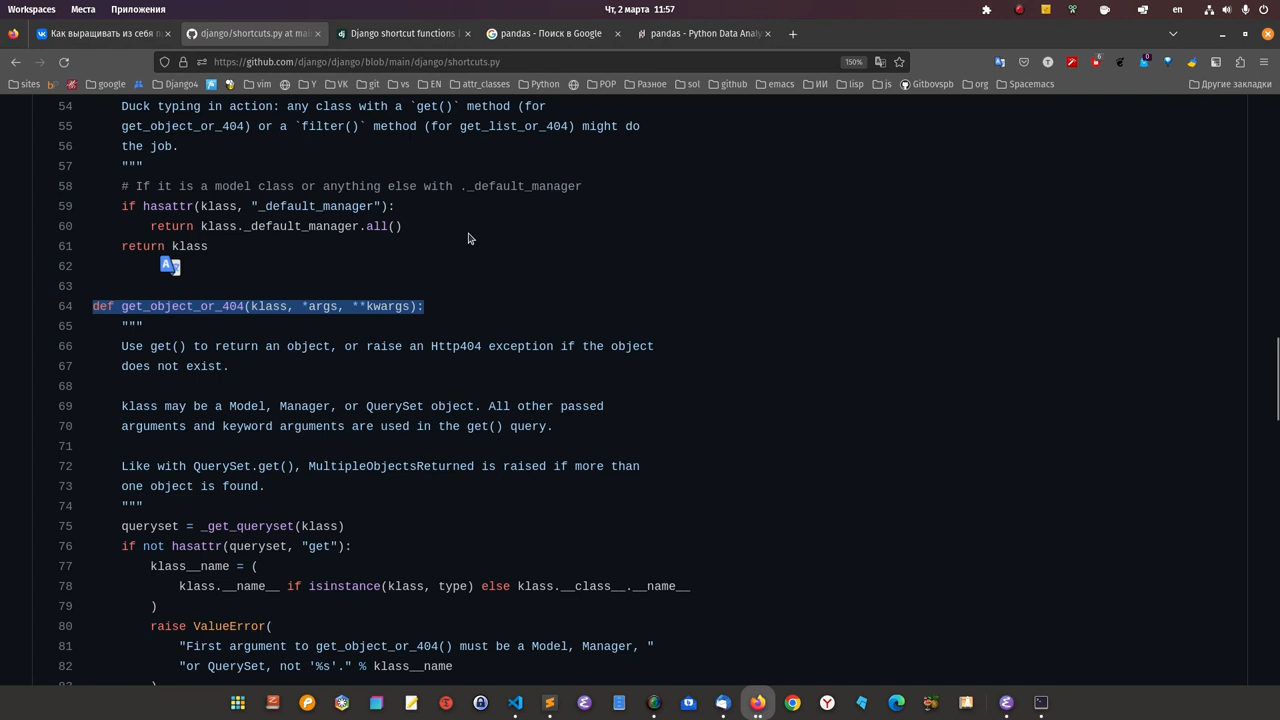 Workspaces Места Приложения Чт, 2 марта 11:57 en
Как выращивать из себя п django/shortcuts.py at mai Django shortcut functions | pandas - Поиск в Google pandas - Python Data Analy
https://github.com/django/django/blob/main/django/shortcuts.py 150%
sites google Django vim attr_classes Y VK git vs EN attr_classes Python POP Разное sol github emacs ИИ lisp js Gitbovspb org Spacemacs Другие закладки
54 Duck typing in action: any class with a `get()` method (for
55 get_object_or_404) or a `filter()` method (for get_list_or_404) might do
56 the job.
57 """
58 # If it is a model class or anything else with ._default_manager
59 if hasattr(klass, "_default_manager"):
60 return klass._default_manager.all()
61 return klass
62
63
64 def get_object_or_404(klass, *args, **kwargs):
65 """
66 Use get() to return an object, or raise an Http404 exception if the object
67 does not exist.
68
69 klass may be a Model, Manager, or QuerySet object. All other passed
70 arguments and keyword arguments are used in the get() query.
71
72 Like with QuerySet.get(), MultipleObjectsReturned is raised if more than
73 one object is found.
74 """
75 queryset = _get_queryset(klass)
76 if not hasattr(queryset, "get"):
77 klass__name = (
78 klass.__name__ if isinstance(klass, type) else klass.__class__.__name__
79 )
80 raise ValueError(
81 "First argument to get_object_or_404() must be a Model, Manager, "
82 "or QuerySet, not '%s'." % klass__name